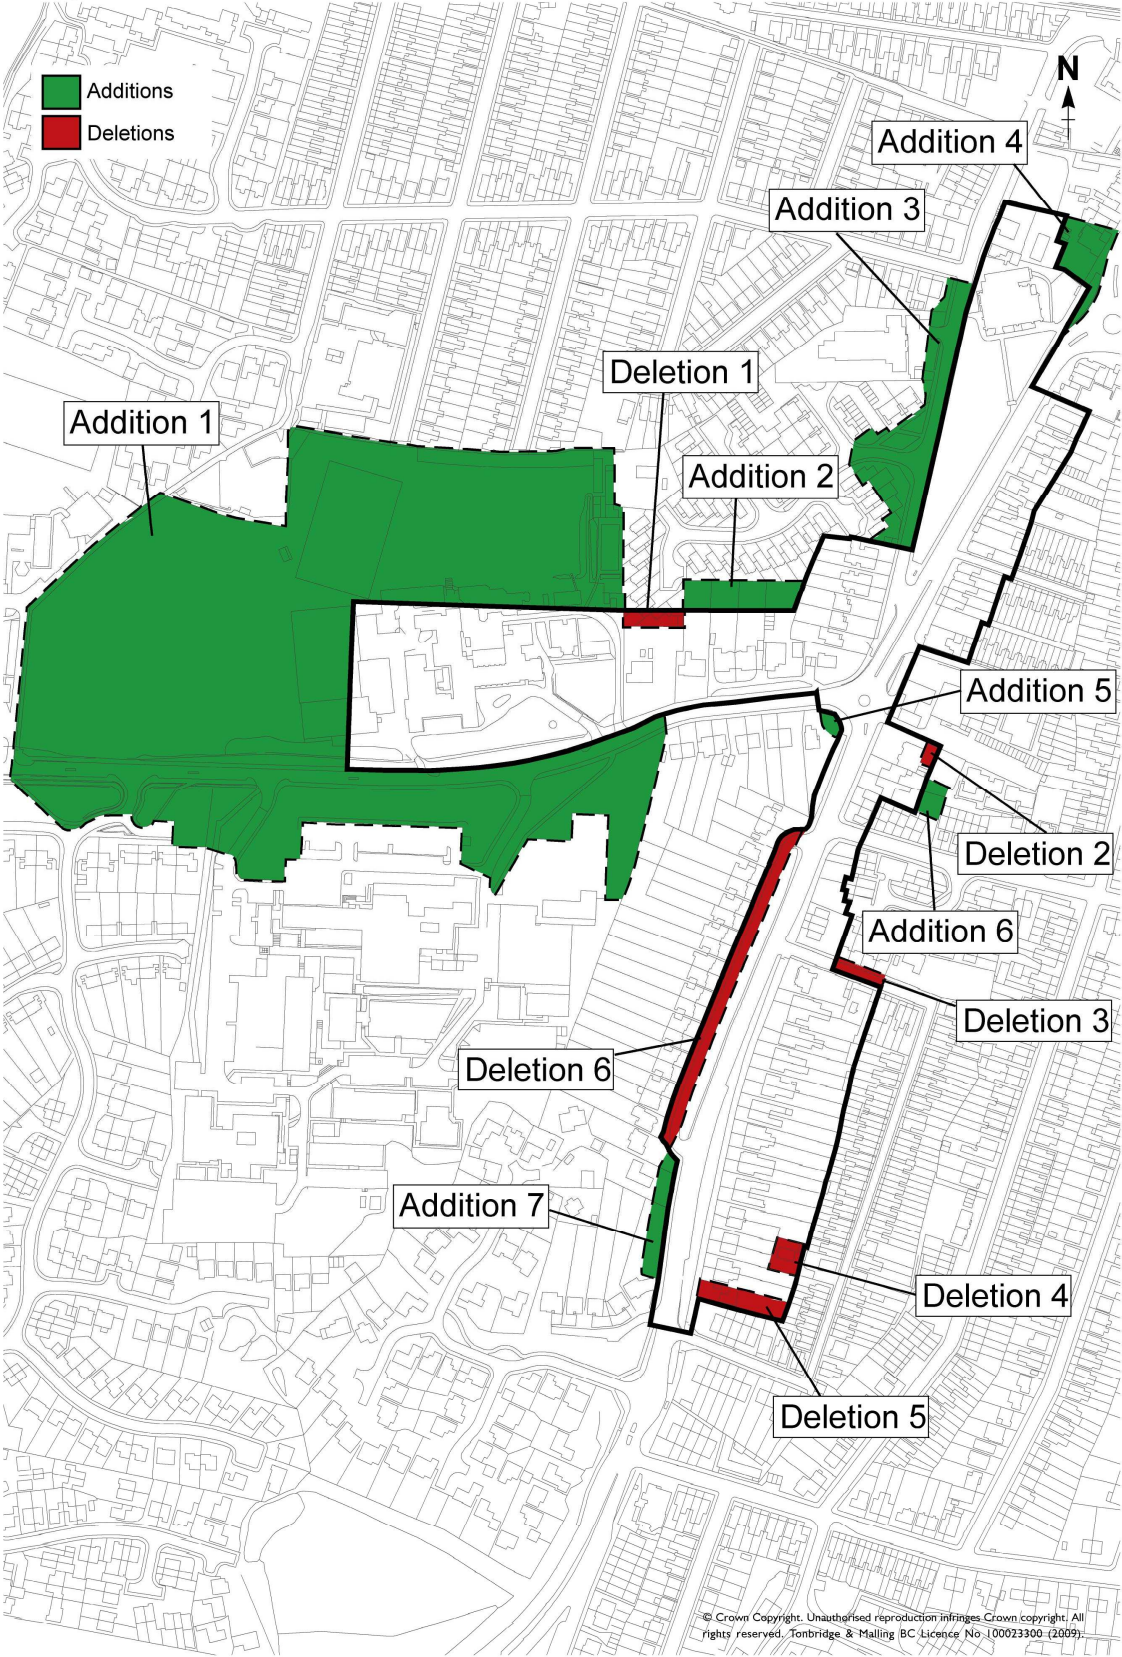 Additions
Deletions
N
Addition 4
Addition 3
Deletion 1
Addition 1
Addition 2
Addition 5
Deletion 2
Addition 6
Deletion 3
Deletion 6
Addition 7
Deletion 4
Deletion 5
© Crown Copyright. Unauthorised reproduction infringes Crown copyright. All
rights reserved. Tonbridge & Malling BC Licence No 100023300 (2009).